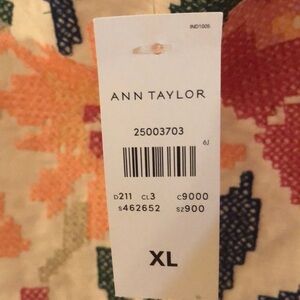 IND1005
ANN TAYLOR
25003703
6J
D211 CL3 C9000
S462652 SZ900
XL